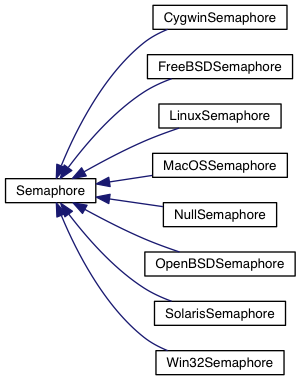 CygwinSemaphore
FreeBSDSemaphore
LinuxSemaphore
MacOSSemaphore
Semaphore
NullSemaphore
OpenBSDSemaphore
SolarisSemaphore
Win32Semaphore